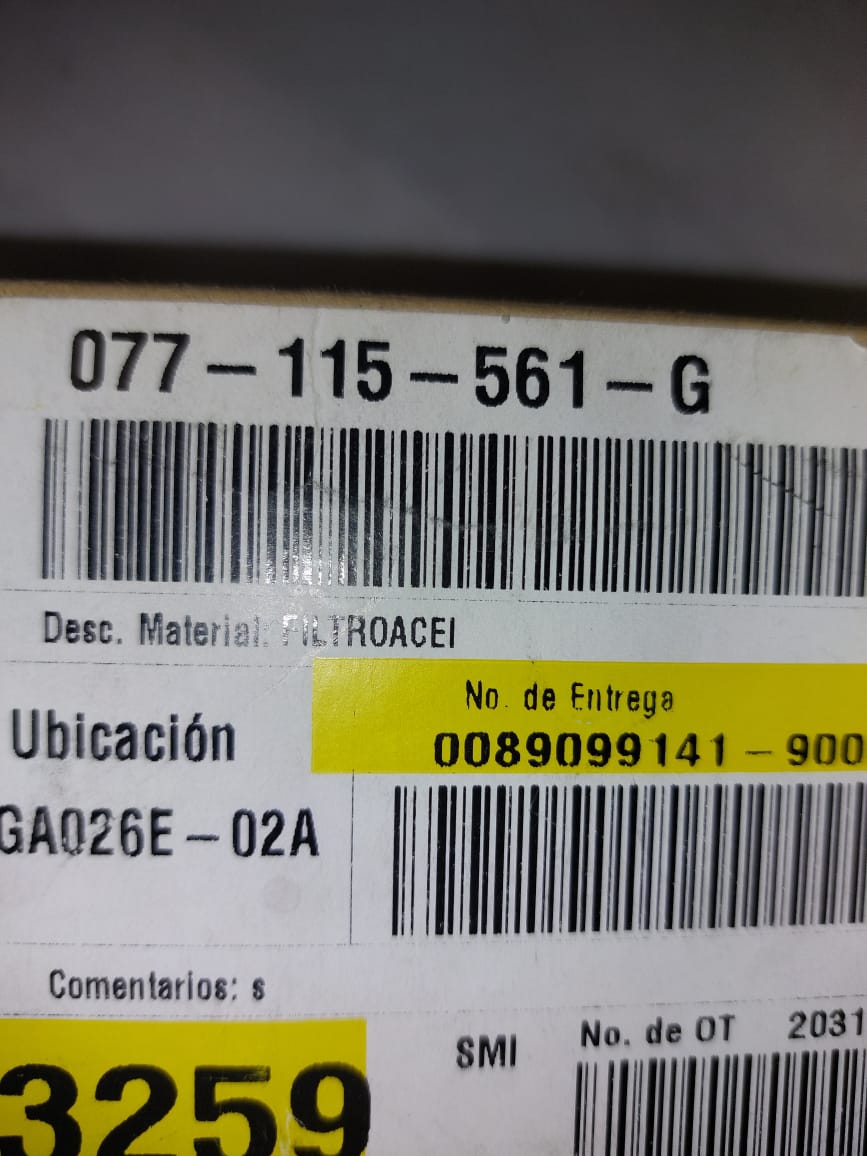 077-115-561-G
Desc. Material: FILTROACEI
No. de Entrega
Ubicación
0089099141-900
GA026E-02A
Comentarios: s
SMI
No. de OT 2031
3259